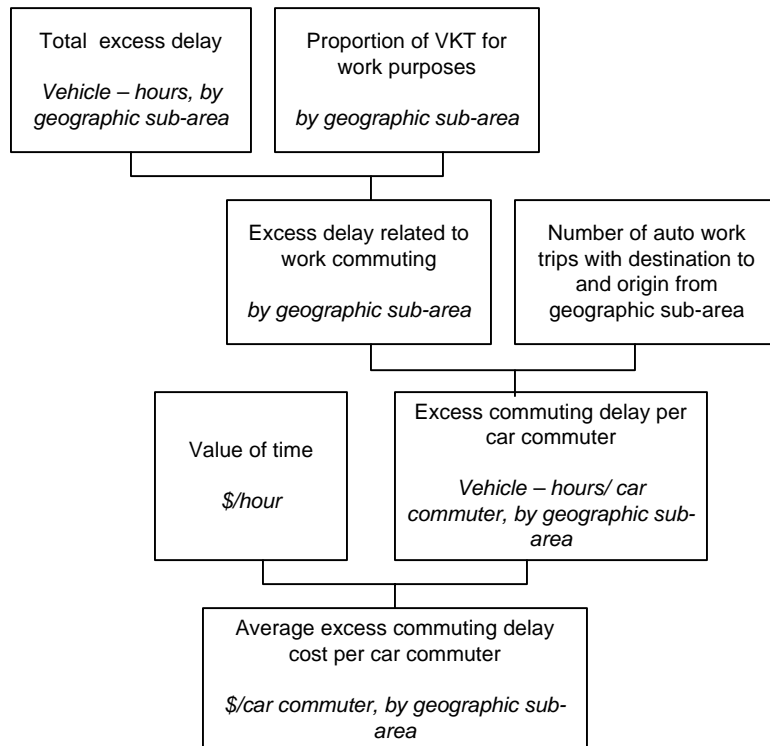 Total excess delay
Vehicle – hours, by
geographic sub-area
Proportion of VKT for
work purposes
by geographic sub-area
Excess delay related to
work commuting
by geographic sub-area
Number of auto work
trips with destination to
and origin from
geographic sub-area
Value of time
$/hour
Excess commuting delay per
car commuter
Vehicle – hours/ car
commuter, by geographic sub-
area
Average excess commuting delay
cost per car commuter
$/car commuter, by geographic sub-
area